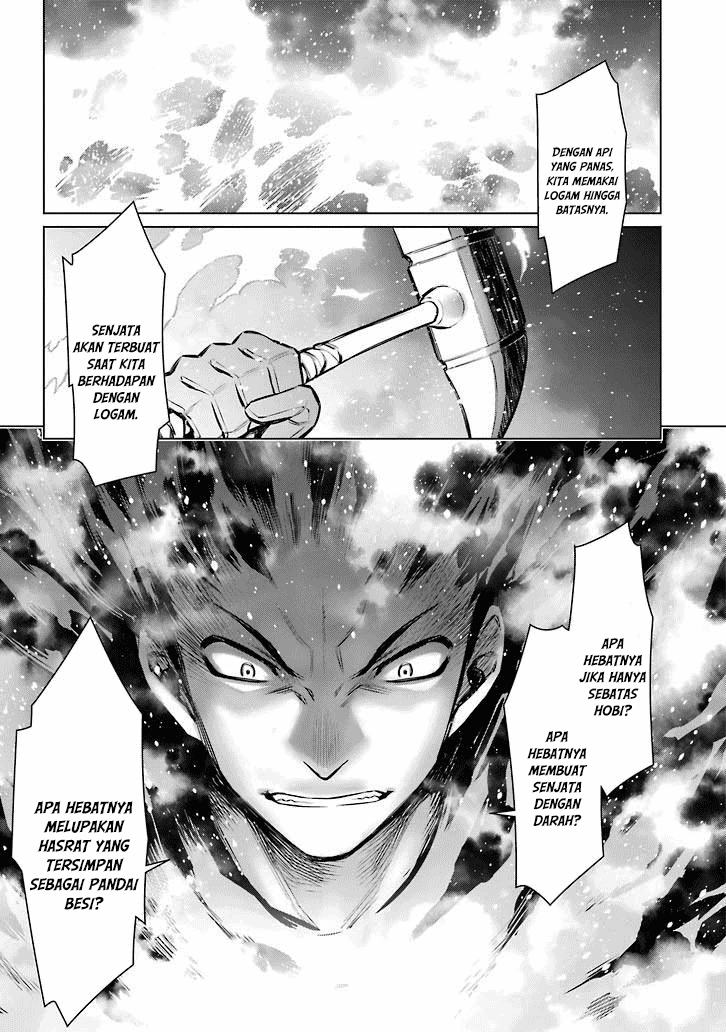 DENGAN API
YANG PANAS,
KITA MEMAKAI
LOGAM HINGGA
BATASNYA.
SENJATA
AKAN TERBUAT
SAAT KITA
BERHADAPAN
DENGAN
LOGAM.
APA
HEBATNYA
JIKA HANYA
SEBATAS
HOBI?
APA
HEBATNYA
MEMBUAT
SENJATA
DENGAN
DARAH?
APA HEBATNYA
MELUPAKAN
HASRAT YANG
TERSIMPAN
SEBAGAI PANDAI
BESI?